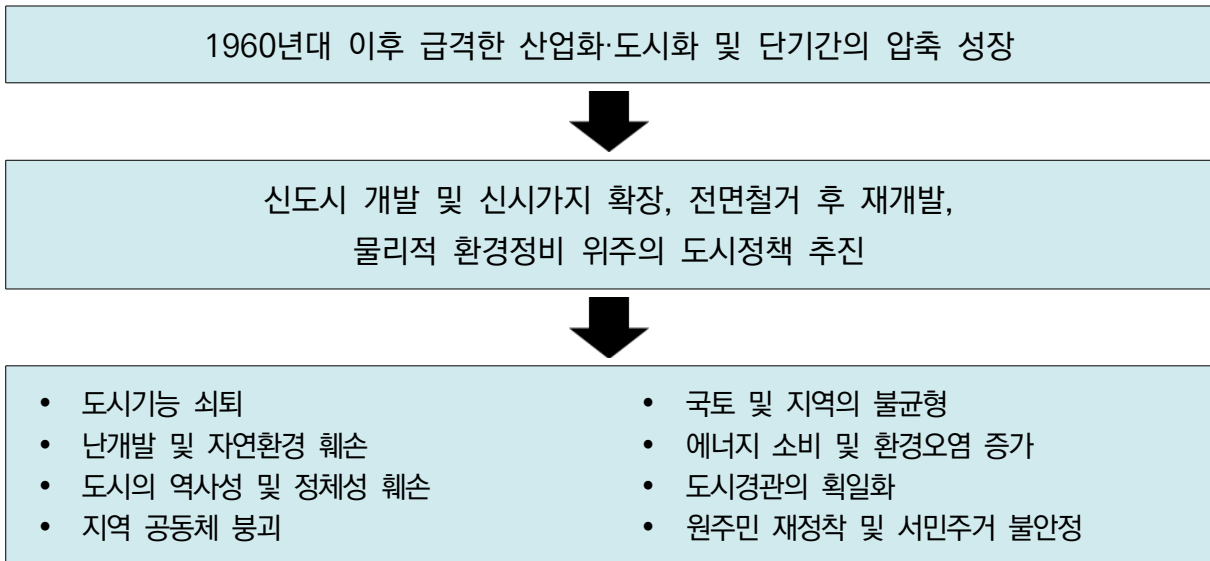 1960년대 이후 급격한 산업화·도시화 및 단기간의 압축 성장
신도시 개발 및 신시가지 확장, 전면철거 후 재개발,
물리적 환경정비 위주의 도시정책 추진
• 도시기능 쇠퇴
• 난개발 및 자연환경 훼손
• 도시의 역사성 및 정체성 훼손
• 지역 공동체 붕괴
• 국토 및 지역의 불균형
• 에너지 소비 및 환경오염 증가
• 도시경관의 획일화
• 원주민 재정착 및 서민주거 불안정